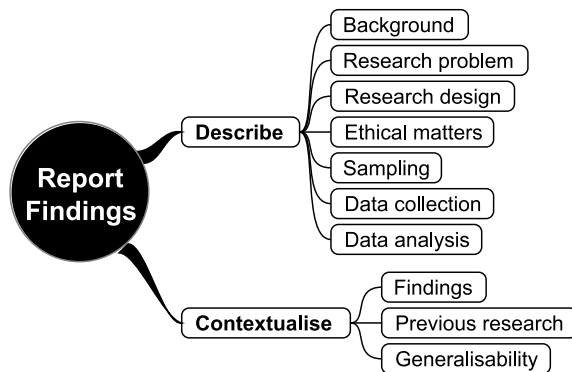 Report
Findings
Describe
Background
Research problem
Research design
Ethical matters
Sampling
Data collection
Data analysis
Contextualise
Findings
Previous research
Generalisability